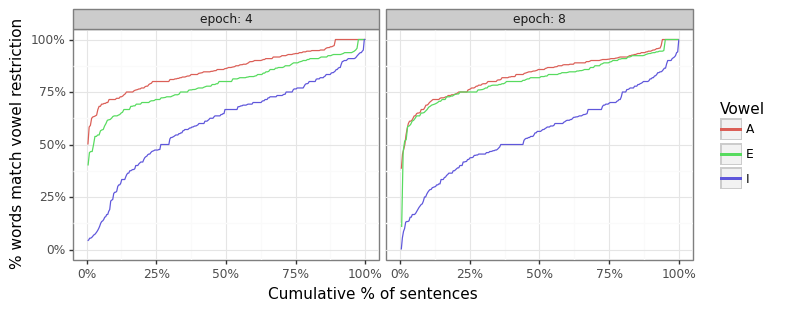 epoch: 4
epoch: 8
% words match vowel restriction
100%
75%
50%
25%
0%
0%
25%
50%
75%
100%
0%
25%
50%
75%
100%
Cumulative % of sentences
Vowel
A
E
I